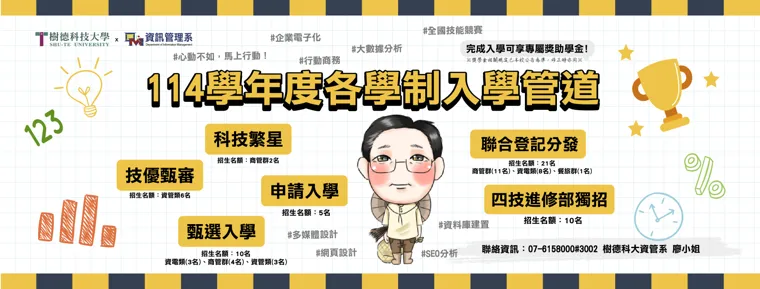 樹德科技大學
SHU-TE UNIVERSITY
x
資訊管理系
Department of Information Management
#企業電子化
#全國技能競賽
#心動不如，馬上行動！
#大數據分析
#行動商務
完成入學可享專屬獎助學金!
114學年度各學制入學管道
123
科技繁星
招生名額：商管群2名
技優甄審
招生名額：資管類6名
申請入學
招生名額：5名
甄選入學
招生名額：10名
資電類(3名)、商管群(4名)、資管類(3名)
聯合登記分發
招生名額：21名
商管群(11名)、資電類(8名)、餐旅群(1名)
四技進修部獨招
招生名額：10名
%
#多媒體設計
#網頁設計
#資料庫建置
#SEO分析
聯絡資訊：07-6158000#3002 樹德科大資管系 廖小姐